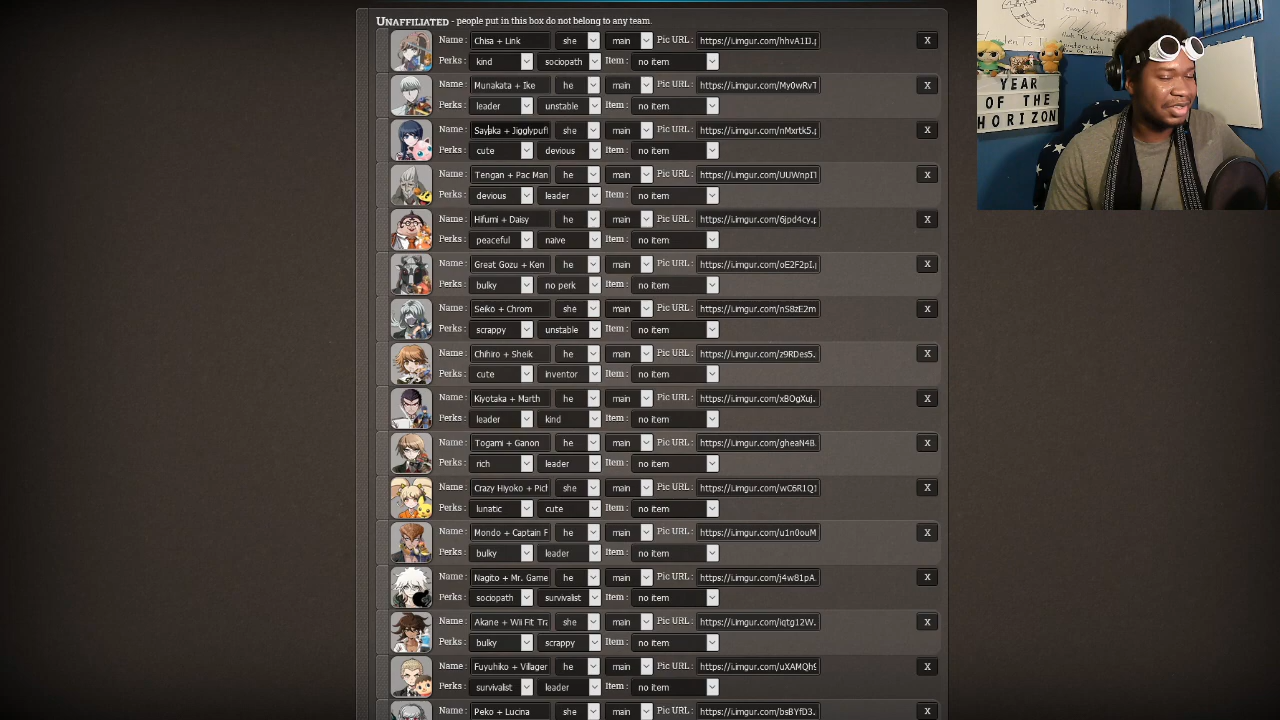 Unaffiliated - people put in this box do not belong to any team.
Name: Chisa + Link she main Pic URL: https://i.imgur.com/hhvA1IJ.p X
Perks: kind sociopath Item: no item
Name: Munakata + Ike he main Pic URL: https://i.imgur.com/My0wRvT X
Perks: leader unstable Item: no item
Name: Sayaka + Jigglypuff she main Pic URL: https://i.imgur.com/nMxrtk5.p X
Perks: cute devious Item: no item
Name: Tengan + Pac Man he main Pic URL: https://i.imgur.com/UUWnpIT X
Perks: devious leader Item: no item
Name: Hifumi + Daisy he main Pic URL: https://i.imgur.com/6jpd4cy.p X
Perks: peaceful naive Item: no item
Name: Great Gozu + Ken he main Pic URL: https://i.imgur.com/oE2F2pI.p X
Perks: bulky no perk Item: no item
Name: Seiko + Chrom she main Pic URL: https://i.imgur.com/nS8zE2m X
Perks: scrappy unstable Item: no item
Name: Chihiro + Sheik he main Pic URL: https://i.imgur.com/z9RDes5. X
Perks: cute inventor Item: no item
Name: Kiyotaka + Marth he main Pic URL: https://i.imgur.com/xBOgXuj. X
Perks: leader kind Item: no item
Name: Togami + Ganon he main Pic URL: https://i.imgur.com/gheaN4B. X
Perks: rich leader Item: no item
Name: Crazy Hiyoko + Pich she main Pic URL: https://i.imgur.com/wC6R1Q1 X
Perks: lunatic cute Item: no item
Name: Mondo + Captain F he main Pic URL: https://i.imgur.com/u1n0ouM X
Perks: bulky leader Item: no item
Name: Nagito + Mr. Game he main Pic URL: https://i.imgur.com/j4w81pA. X
Perks: sociopath survivalist Item: no item
Name: Akane + Wii Fit Tra she main Pic URL: https://i.imgur.com/iqtg12W. X
Perks: bulky scrappy Item: no item
Name: Fuyuhiko + Villager he main Pic URL: https://i.imgur.com/uXAMQh9 X
Perks: survivalist leader Item: no item
Name: Peko + Lucina she main Pic URL: https://i.imgur.com/bsBYfD3. X
YEAR
OF THE
HORIZON